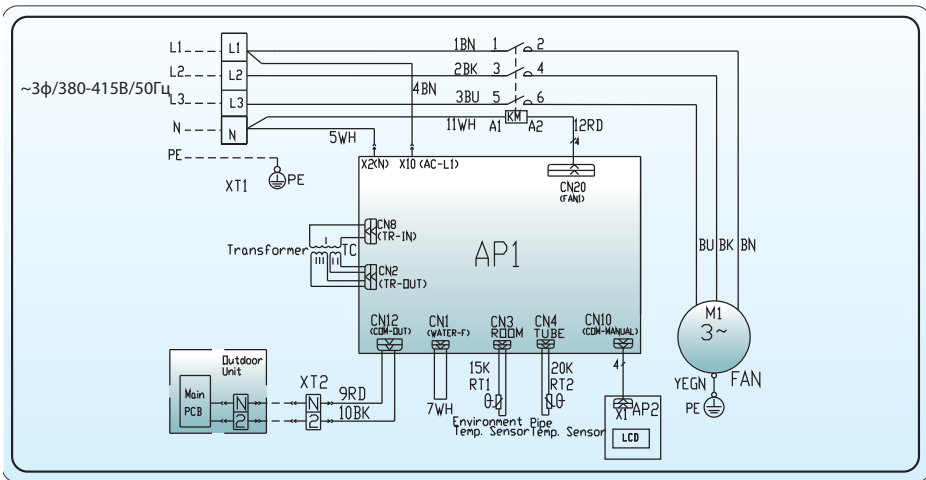 L1 L1 1BN 1 2
L2 L2 2BK 3 4
~3ф/380-415В/50Гц
4BN
L3 L3 3BU 5 6
N N 11WH A1 KM A2 12RD
5WH 4
PE
XT1 PE
X2(N) X10 (AC-L1)
CN20
(FAN1)
CN8
(TR-IN)
Transformer I TC
III II
CN2
(TR-OUT)
AP1
BU BK BN
CN12
(COM-OUT)
CN1
(WATER-F)
CN3
ROOM
CN4
TUBE
CN10
(COM-MANUAL)
M1
3~
FAN
YEGN
PE
Outdoor
Unit
Main
PCB
N
2
XT2
N
2
9RD
10BK
7WH
15K
RT1
20K
RT2
Environment
Temp. Sensor
Pipe
Temp. Sensor
4
X1 AP2
LCD